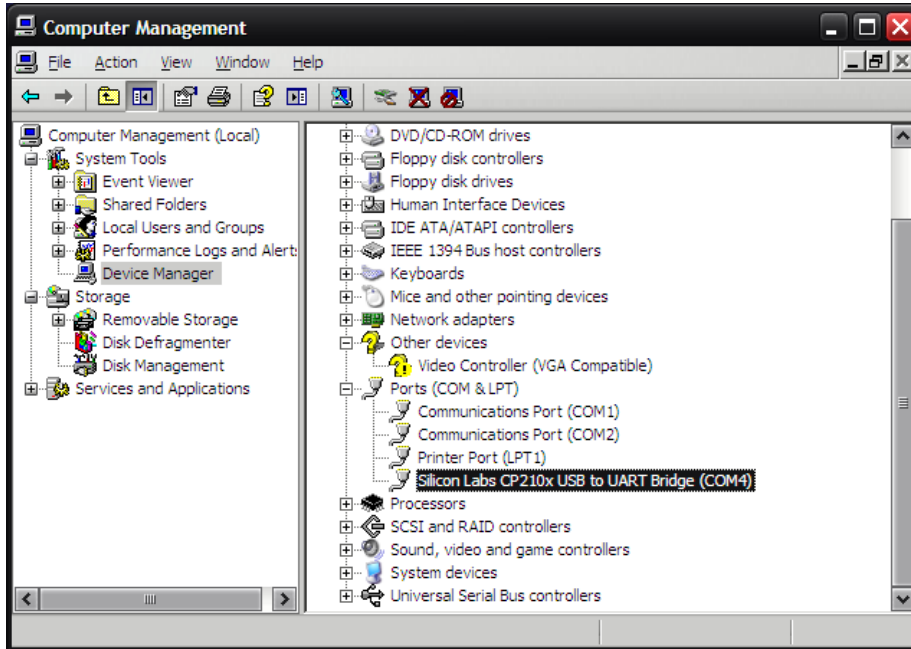 Computer Management
File Action View Window Help
Computer Management (Local)
System Tools
Event Viewer
Shared Folders
Local Users and Groups
Performance Logs and Alert:
Device Manager
Storage
Removable Storage
Disk Defragmenter
Disk Management
Services and Applications
DVD/CD-ROM drives
Floppy disk controllers
Floppy disk drives
Human Interface Devices
IDE ATA/ATAPI controllers
IEEE 1394 Bus host controllers
Keyboards
Mice and other pointing devices
Network adapters
Other devices
Video Controller (VGA Compatible)
Ports (COM & LPT)
Communications Port (COM1)
Communications Port (COM2)
Printer Port (LPT1)
Silicon Labs CP210x USB to UART Bridge (COM4)
Processors
SCSI and RAID controllers
Sound, video and game controllers
System devices
Universal Serial Bus controllers